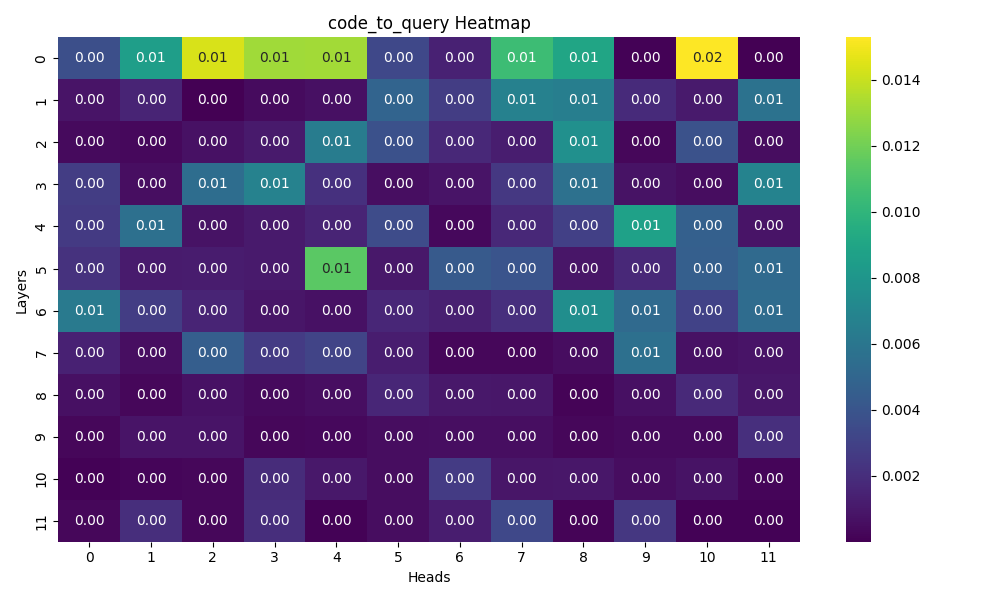 code_to_query Heatmap
0 0.00 0.01 0.01 0.01 0.01 0.00 0.00 0.01 0.01 0.00 0.02 0.00
1 0.00 0.00 0.00 0.00 0.00 0.00 0.00 0.01 0.01 0.00 0.00 0.01
2 0.00 0.00 0.00 0.00 0.01 0.00 0.00 0.00 0.01 0.00 0.00 0.00
3 0.00 0.00 0.01 0.01 0.00 0.00 0.00 0.00 0.01 0.00 0.00 0.01
4 0.00 0.01 0.00 0.00 0.00 0.00 0.00 0.00 0.00 0.01 0.00 0.00
5 0.00 0.00 0.00 0.00 0.01 0.00 0.00 0.00 0.00 0.00 0.00 0.01
6 0.01 0.00 0.00 0.00 0.00 0.00 0.00 0.00 0.01 0.01 0.00 0.01
7 0.00 0.00 0.00 0.00 0.00 0.00 0.00 0.00 0.00 0.01 0.00 0.00
8 0.00 0.00 0.00 0.00 0.00 0.00 0.00 0.00 0.00 0.00 0.00 0.00
9 0.00 0.00 0.00 0.00 0.00 0.00 0.00 0.00 0.00 0.00 0.00 0.00
10 0.00 0.00 0.00 0.00 0.00 0.00 0.00 0.00 0.00 0.00 0.00 0.00
11 0.00 0.00 0.00 0.00 0.00 0.00 0.00 0.00 0.00 0.00 0.00 0.00
0 1 2 3 4 5 6 7 8 9 10 11
Heads
Layers
0.014
0.012
0.010
0.008
0.006
0.004
0.002